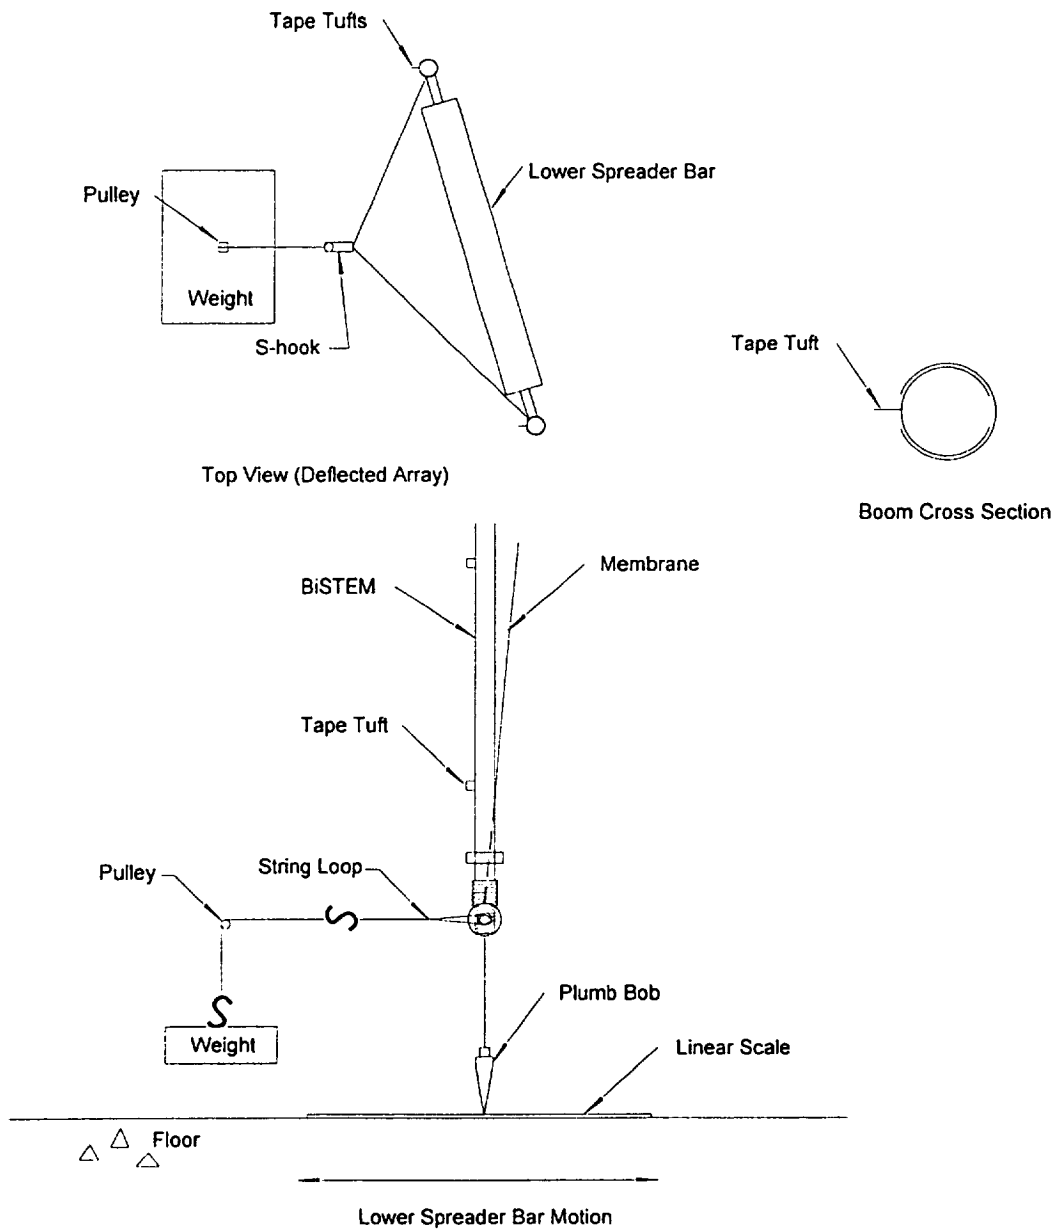 Tape Tufts
Lower Spreader Bar
Pulley
Weight
S-hook
Tape Tuft
Top View (Deflected Array)
Boom Cross Section
BiSTEM
Membrane
Tape Tuft
Pulley
String Loop
Plumb Bob
Weight
Linear Scale
Floor
Lower Spreader Bar Motion